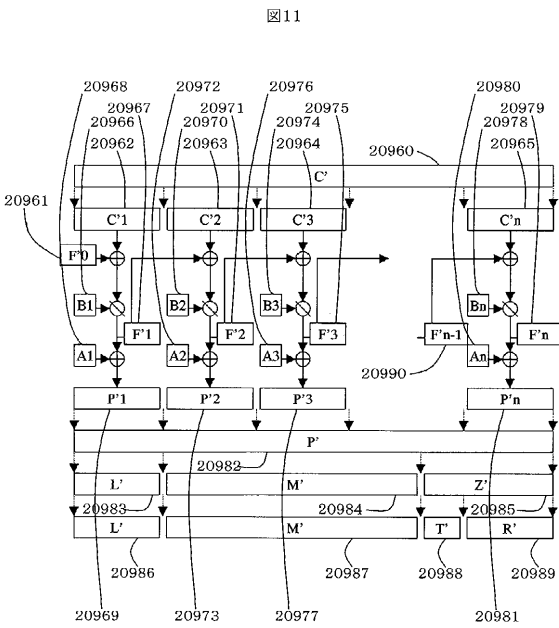 図11
20968 20972 20976 20980
20967 20971 20975 20979
20966 20970 20974 20978
20962 20963 20964 20960 20965
C'
20961
C'1 C'2 C'3 C'n
F'0
B1 B2 B3 Bn
F'1 F'2 F'3 F'n-1 F'n
A1 A2 A3 An
20990
P'1 P'2 P'3 P'n
P'
20982
L' M' Z'
20983 20984 20985
L' M' T' R'
20986 20987 20988 20989
20969 20973 20977 20981